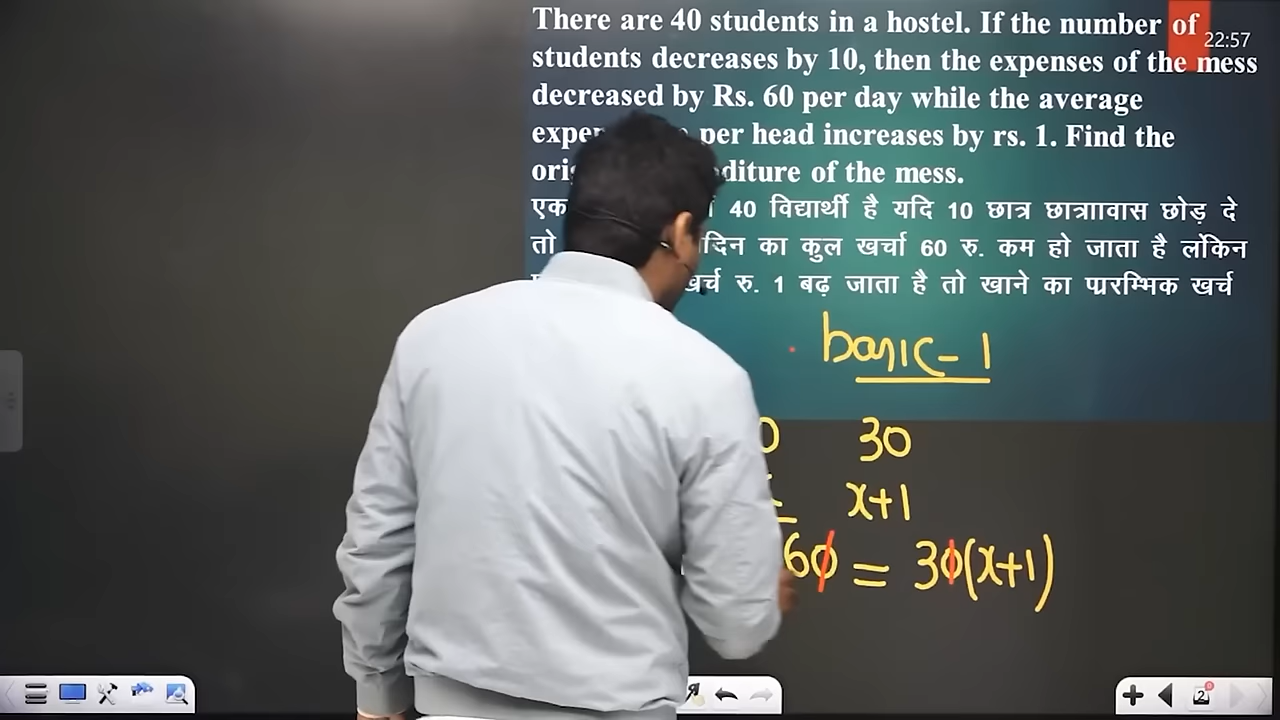 There are 40 students in a hostel. If the number of
22:57
students decreases by 10, then the expenses of the mess
decreased by Rs. 60 per day while the average
per head increases by rs. 1. Find the
of the mess.
40 विद्यार्थी है यदि 10 छात्र छात्राावास छोड़ दे
तो का कुल खर्चा 60 रु. कम हो जाता है लेकिन
रु. 1 बढ़ जाता है तो खाने का प्रारम्भिक खर्च
basic-1
30
x+1
60 = 30(x+1)
2